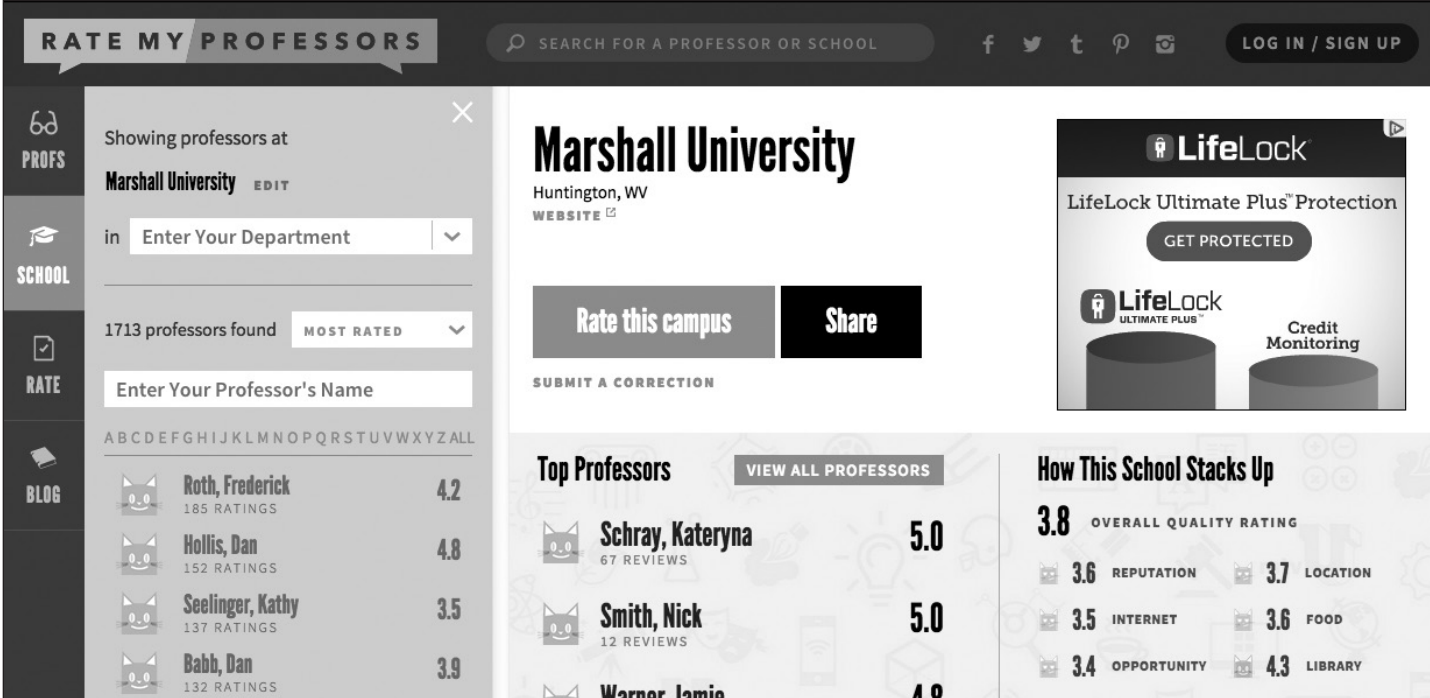 RATE MY PROFESSORS
SEARCH FOR A PROFESSOR OR SCHOOL
LOG IN / SIGN UP
PROFS
SCHOOL
RATE
BLOG
Showing professors at
Marshall University EDIT
in Enter Your Department
1713 professors found MOST RATED
Enter Your Professor's Name
A B C D E F G H I J K L M N O P Q R S T U V W X Y Z ALL
Roth, Frederick 4.2
185 RATINGS
Hollis, Dan 4.8
152 RATINGS
Seelinger, Kathy 3.5
137 RATINGS
Babb, Dan 3.9
132 RATINGS
Marshall University
Huntington, WV
WEBSITE
Rate this campus Share
SUBMIT A CORRECTION
LifeLock
LifeLock Ultimate Plus™ Protection
GET PROTECTED
LifeLock
ULTIMATE PLUS™
Credit
Monitoring
Top Professors VIEW ALL PROFESSORS
Schray, Kateryna 5.0
67 REVIEWS
Smith, Nick 5.0
12 REVIEWS
Warner, Jamie 4.8
How This School Stacks Up
3.8 OVERALL QUALITY RATING
3.6 REPUTATION 3.7 LOCATION
3.5 INTERNET 3.6 FOOD
3.4 OPPORTUNITY 4.3 LIBRARY